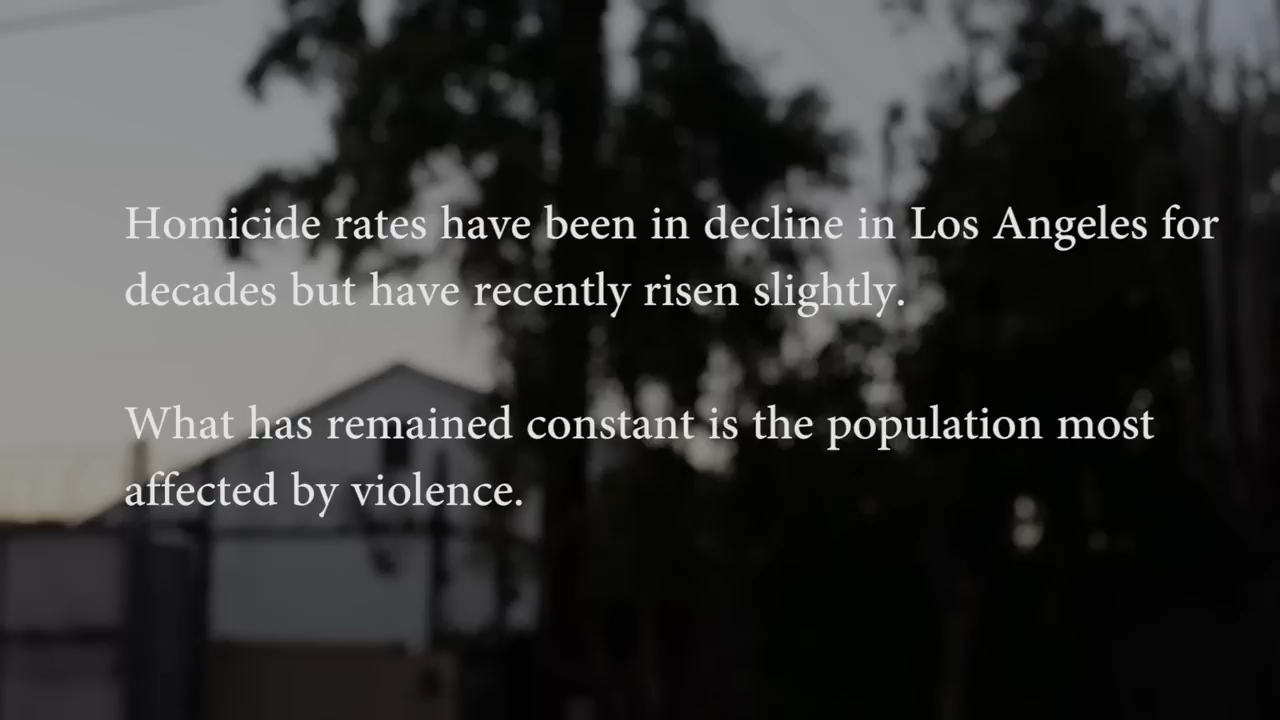 Homicide rates have been in decline in Los Angeles for
decades but have recently risen slightly.
What has remained constant is the population most
affected by violence.